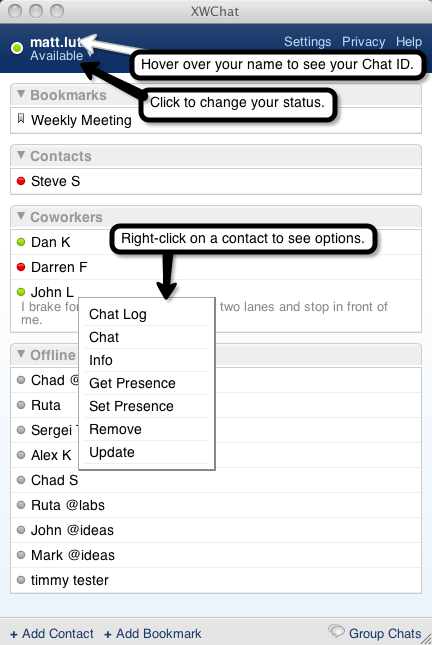 XWChat
matt.lut
Settings Privacy Help
Available
Hover over your name to see your Chat ID.
Click to change your status.
Bookmarks
Weekly Meeting
Contacts
Steve S
Coworkers
Dan K
Right-click on a contact to see options.
Darren F
John L
I brake for two lanes and stop in front of
me.
Chat Log
Chat
Info
Get Presence
Set Presence
Remove
Update
Offline
Chad @
Ruta
Sergei
Alex K
Chad S
Ruta @labs
John @ideas
Mark @ideas
timmy tester
+ Add Contact + Add Bookmark Group Chats